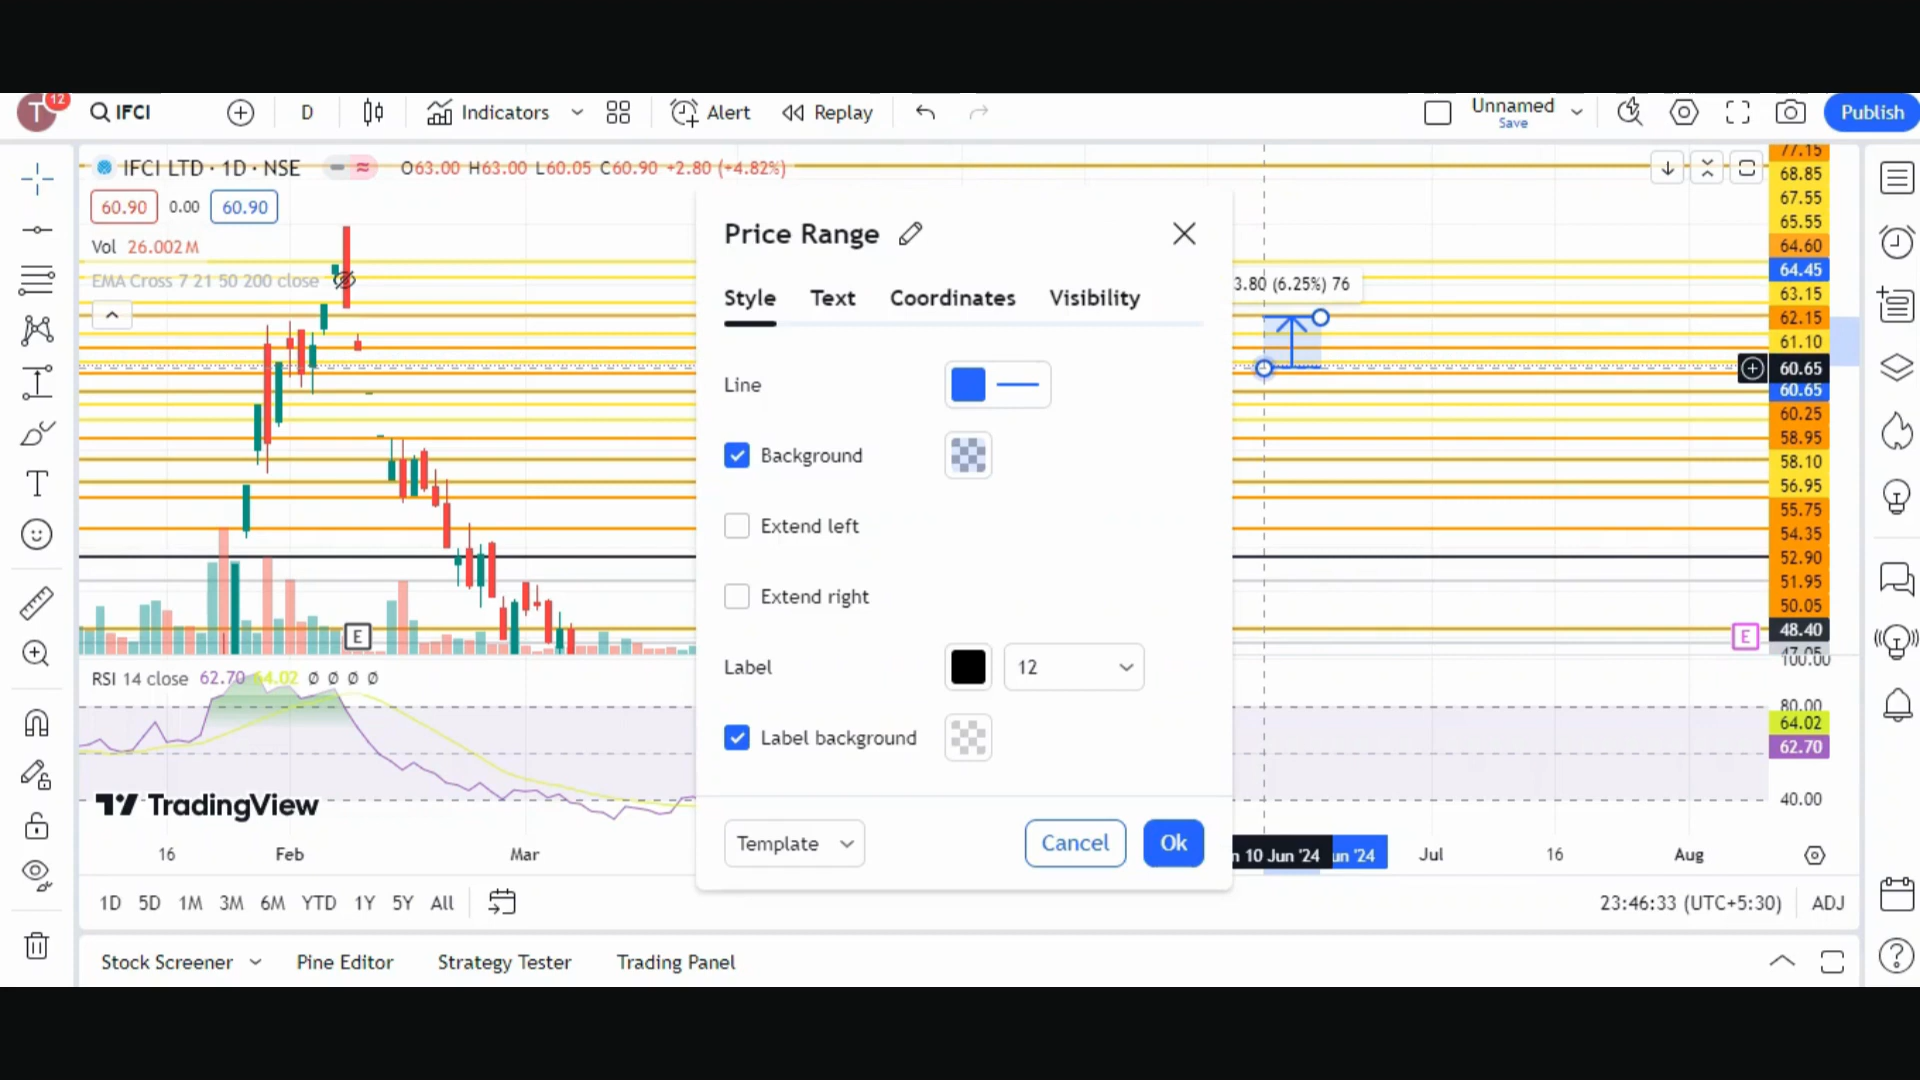 T 12 IFCI D Indicators Alert Replay Unnamed Save Publish
IFCI LTD · 1D · NSE O63.00 H63.00 L60.05 C60.90 +2.80 (+4.82%)
60.90 0.00 60.90
Vol 26.002M
EMA Cross 7 21 50 200 close
Price Range
Style Text Coordinates Visibility
Line
Background
Extend left
Extend right
Label 12
Label background
Template Cancel Ok
3.80 (6.25%) 76
77.15
68.85
67.55
65.55
64.60
64.45
63.15
62.15
61.10
60.65
60.65
60.25
58.95
58.10
56.95
55.75
54.35
52.90
51.95
50.05
48.40
47.05
100.00
80.00
64.02
62.70
40.00
E
E
RSI 14 close 62.70 64.02 Ø Ø Ø Ø
TradingView
16 Feb Mar 10 Jun '24 un '24 Jul 16 Aug
1D 5D 1M 3M 6M YTD 1Y 5Y All 23:46:33 (UTC+5:30) ADJ
Stock Screener Pine Editor Strategy Tester Trading Panel